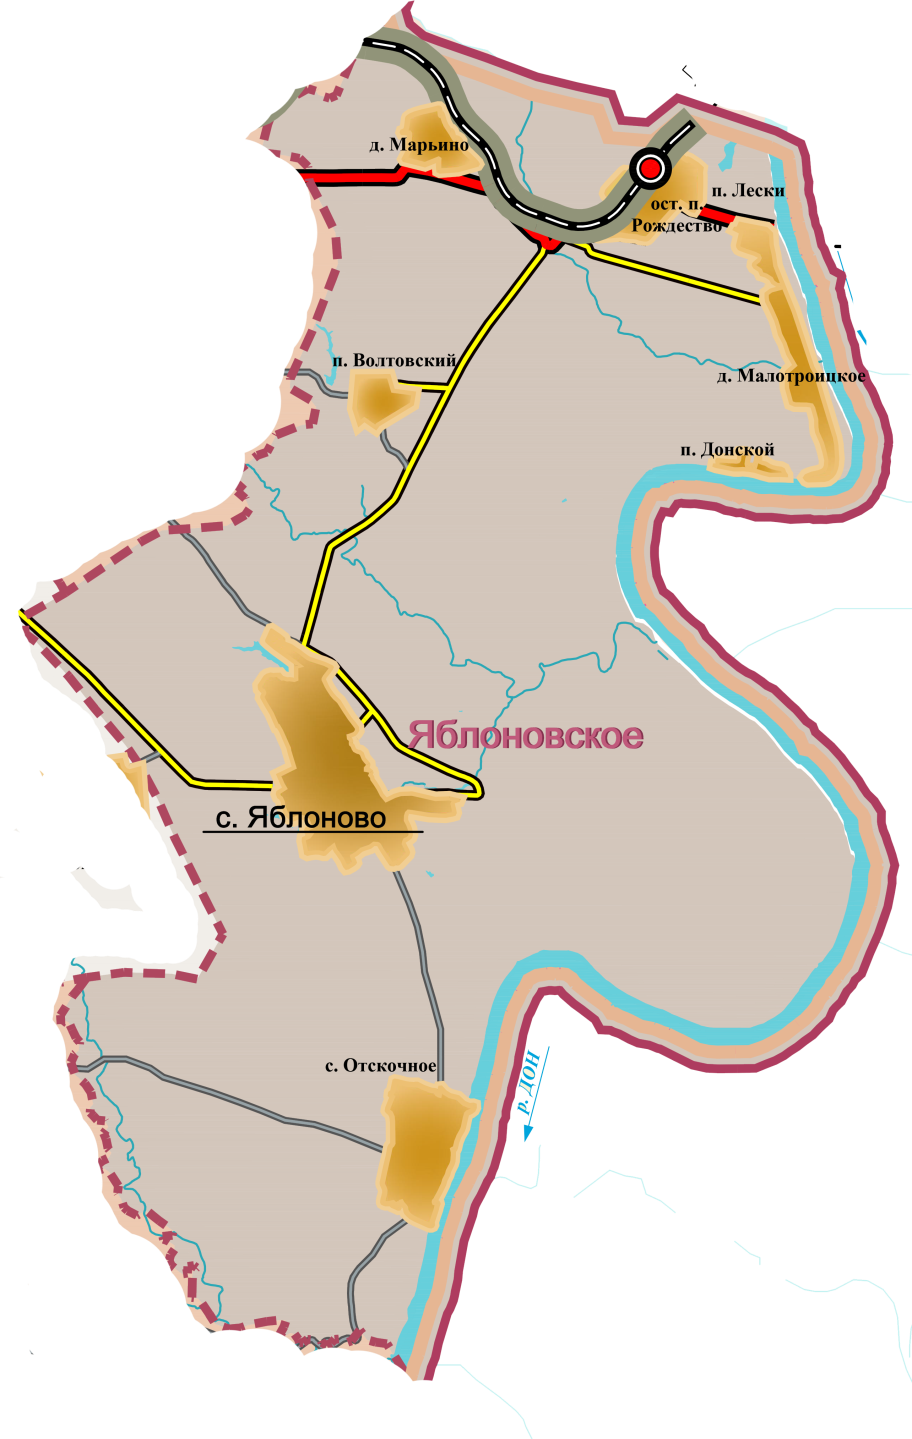 д. Марьино
п. Лески
ост. п.
Рождество
п. Волтовский
д. Малотроицкое
п. Донской
Яблоновское
с. Яблоново
с. Отскочное
р. ДОН